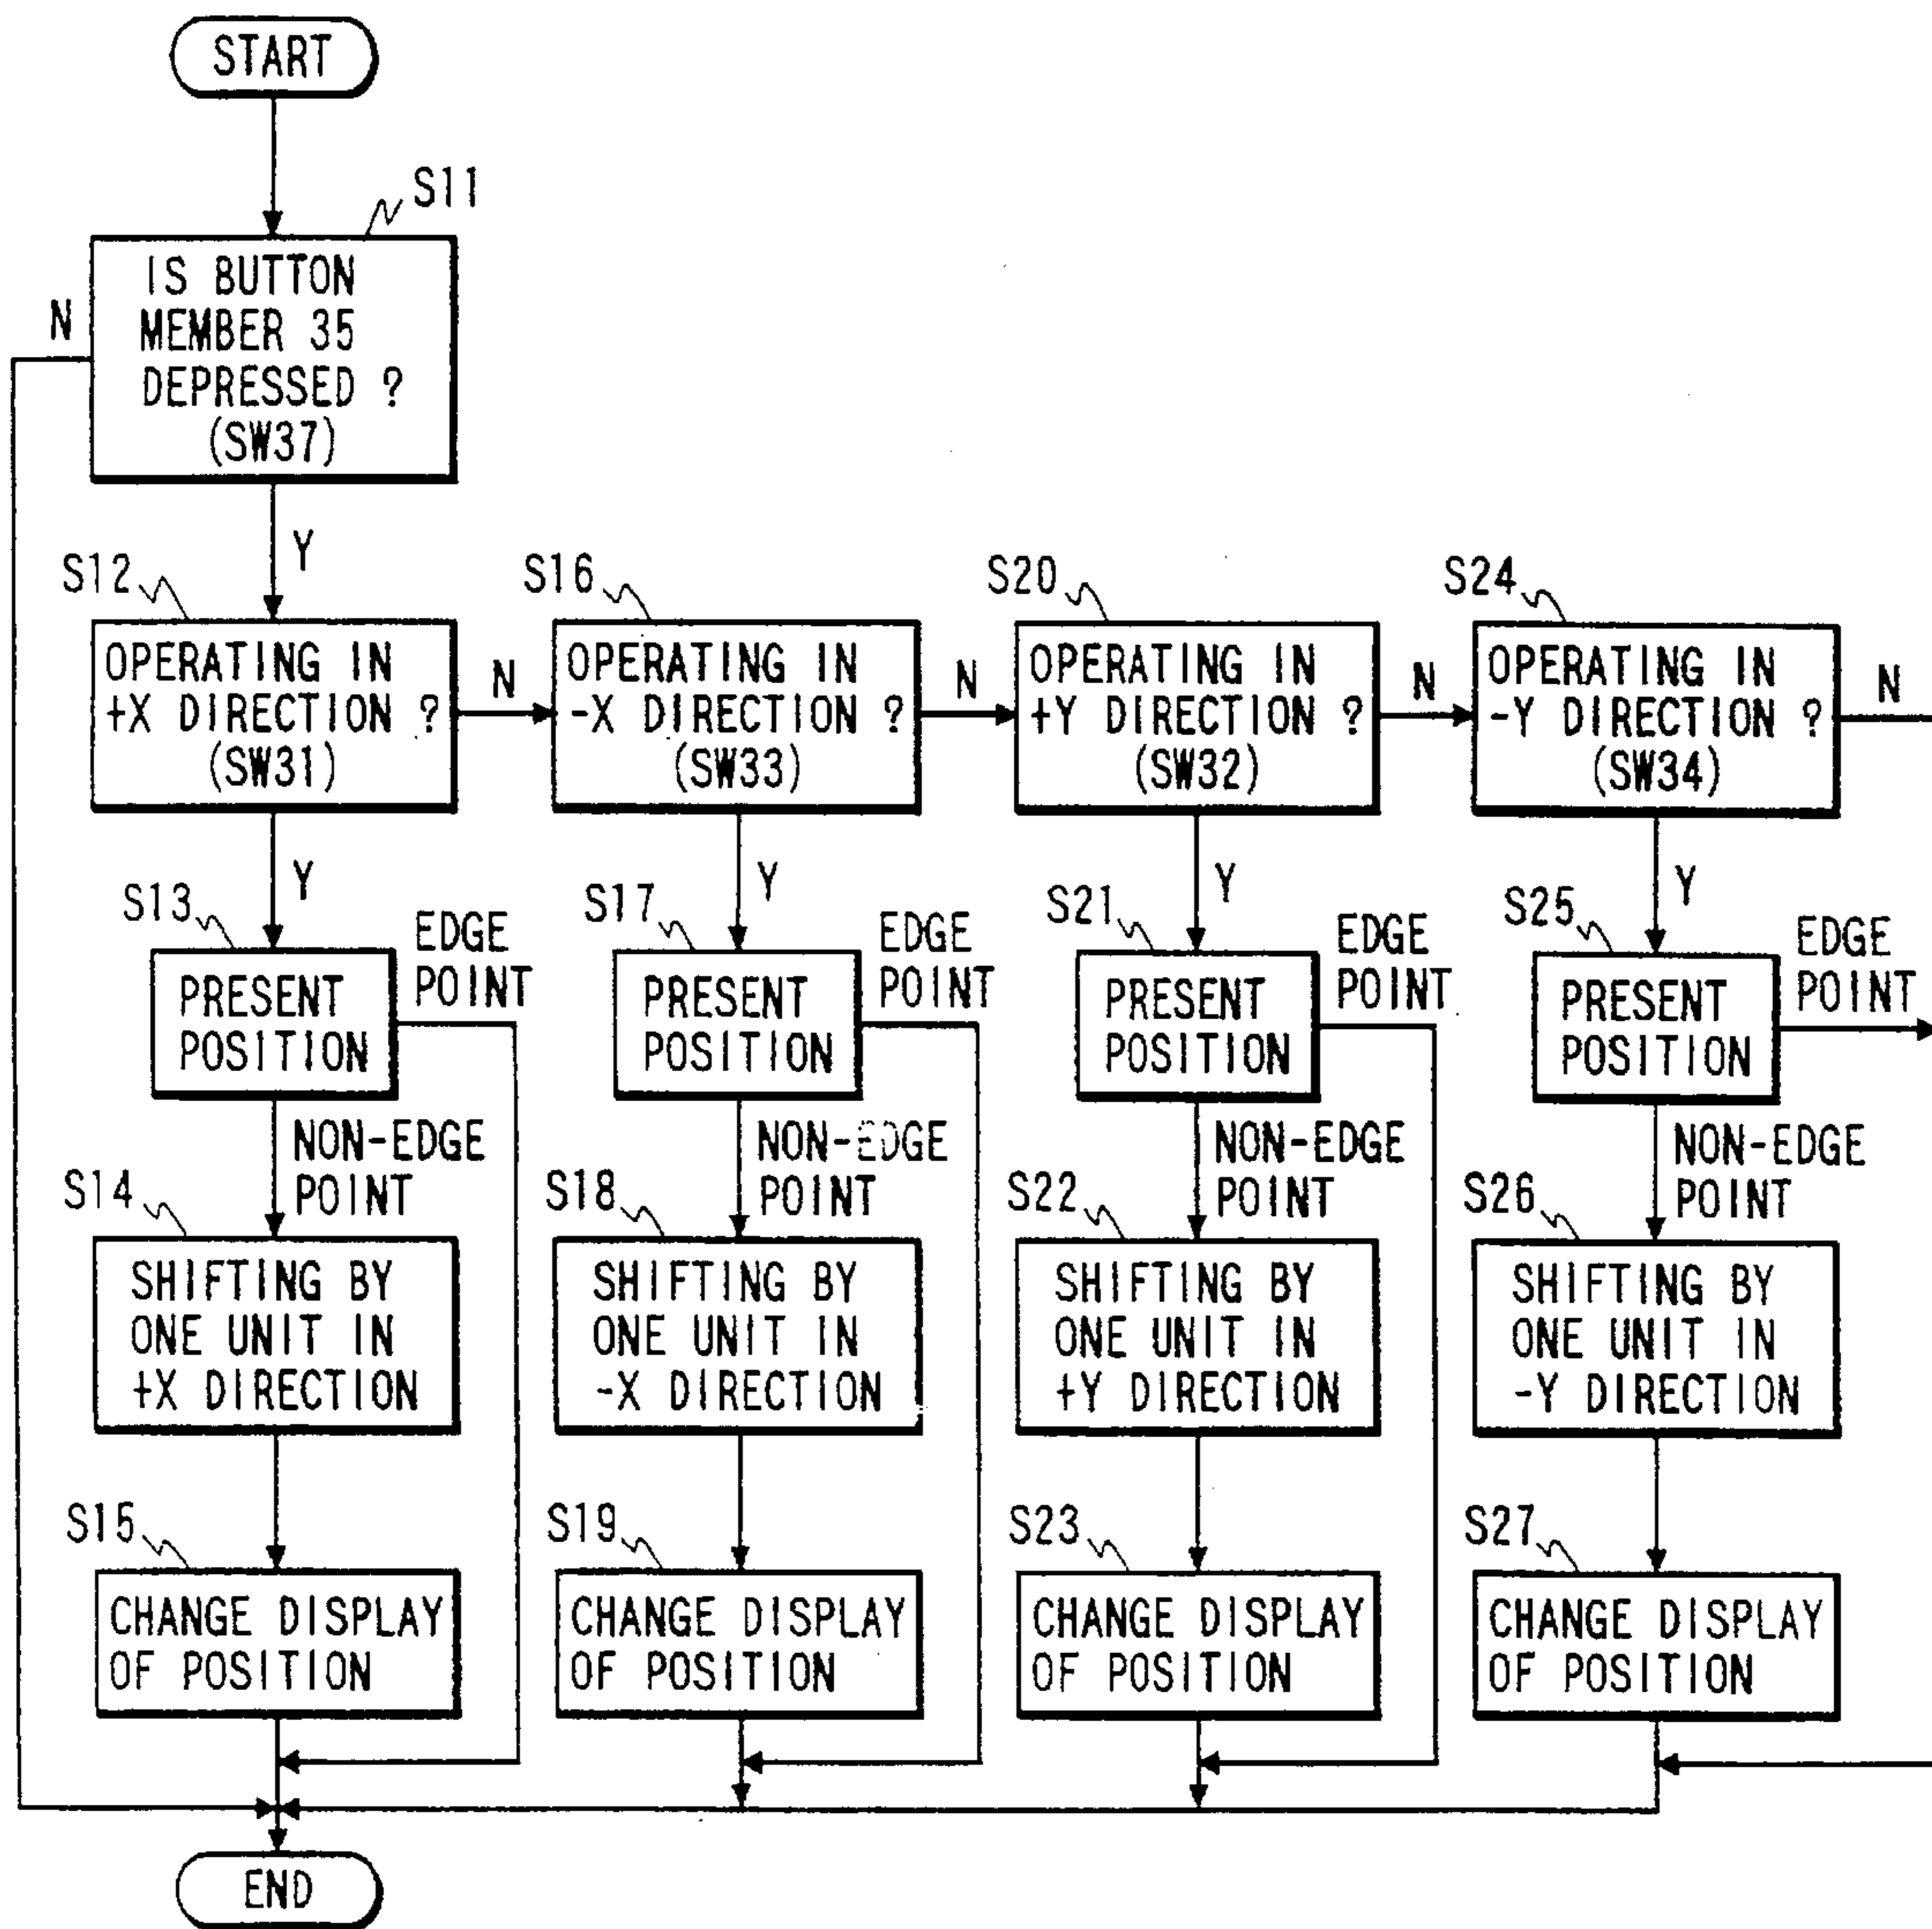 START
S11
IS BUTTON
MEMBER 35
DEPRESSED ?
(SW37)
N
Y
S12
OPERATING IN
+X DIRECTION ?
(SW31)
N
S16
OPERATING IN
-X DIRECTION ?
(SW33)
N
S20
OPERATING IN
+Y DIRECTION ?
(SW32)
N
S24
OPERATING IN
-Y DIRECTION ?
(SW34)
N
Y
Y
Y
Y
S13
PRESENT
POSITION
EDGE
POINT
S17
PRESENT
POSITION
EDGE
POINT
S21
PRESENT
POSITION
EDGE
POINT
S25
PRESENT
POSITION
EDGE
POINT
NON-EDGE
POINT
NON-EDGE
POINT
NON-EDGE
POINT
NON-EDGE
POINT
S14
SHIFTING BY
ONE UNIT IN
+X DIRECTION
S18
SHIFTING BY
ONE UNIT IN
-X DIRECTION
S22
SHIFTING BY
ONE UNIT IN
+Y DIRECTION
S26
SHIFTING BY
ONE UNIT IN
-Y DIRECTION
S15
CHANGE DISPLAY
OF POSITION
S19
CHANGE DISPLAY
OF POSITION
S23
CHANGE DISPLAY
OF POSITION
S27
CHANGE DISPLAY
OF POSITION
END